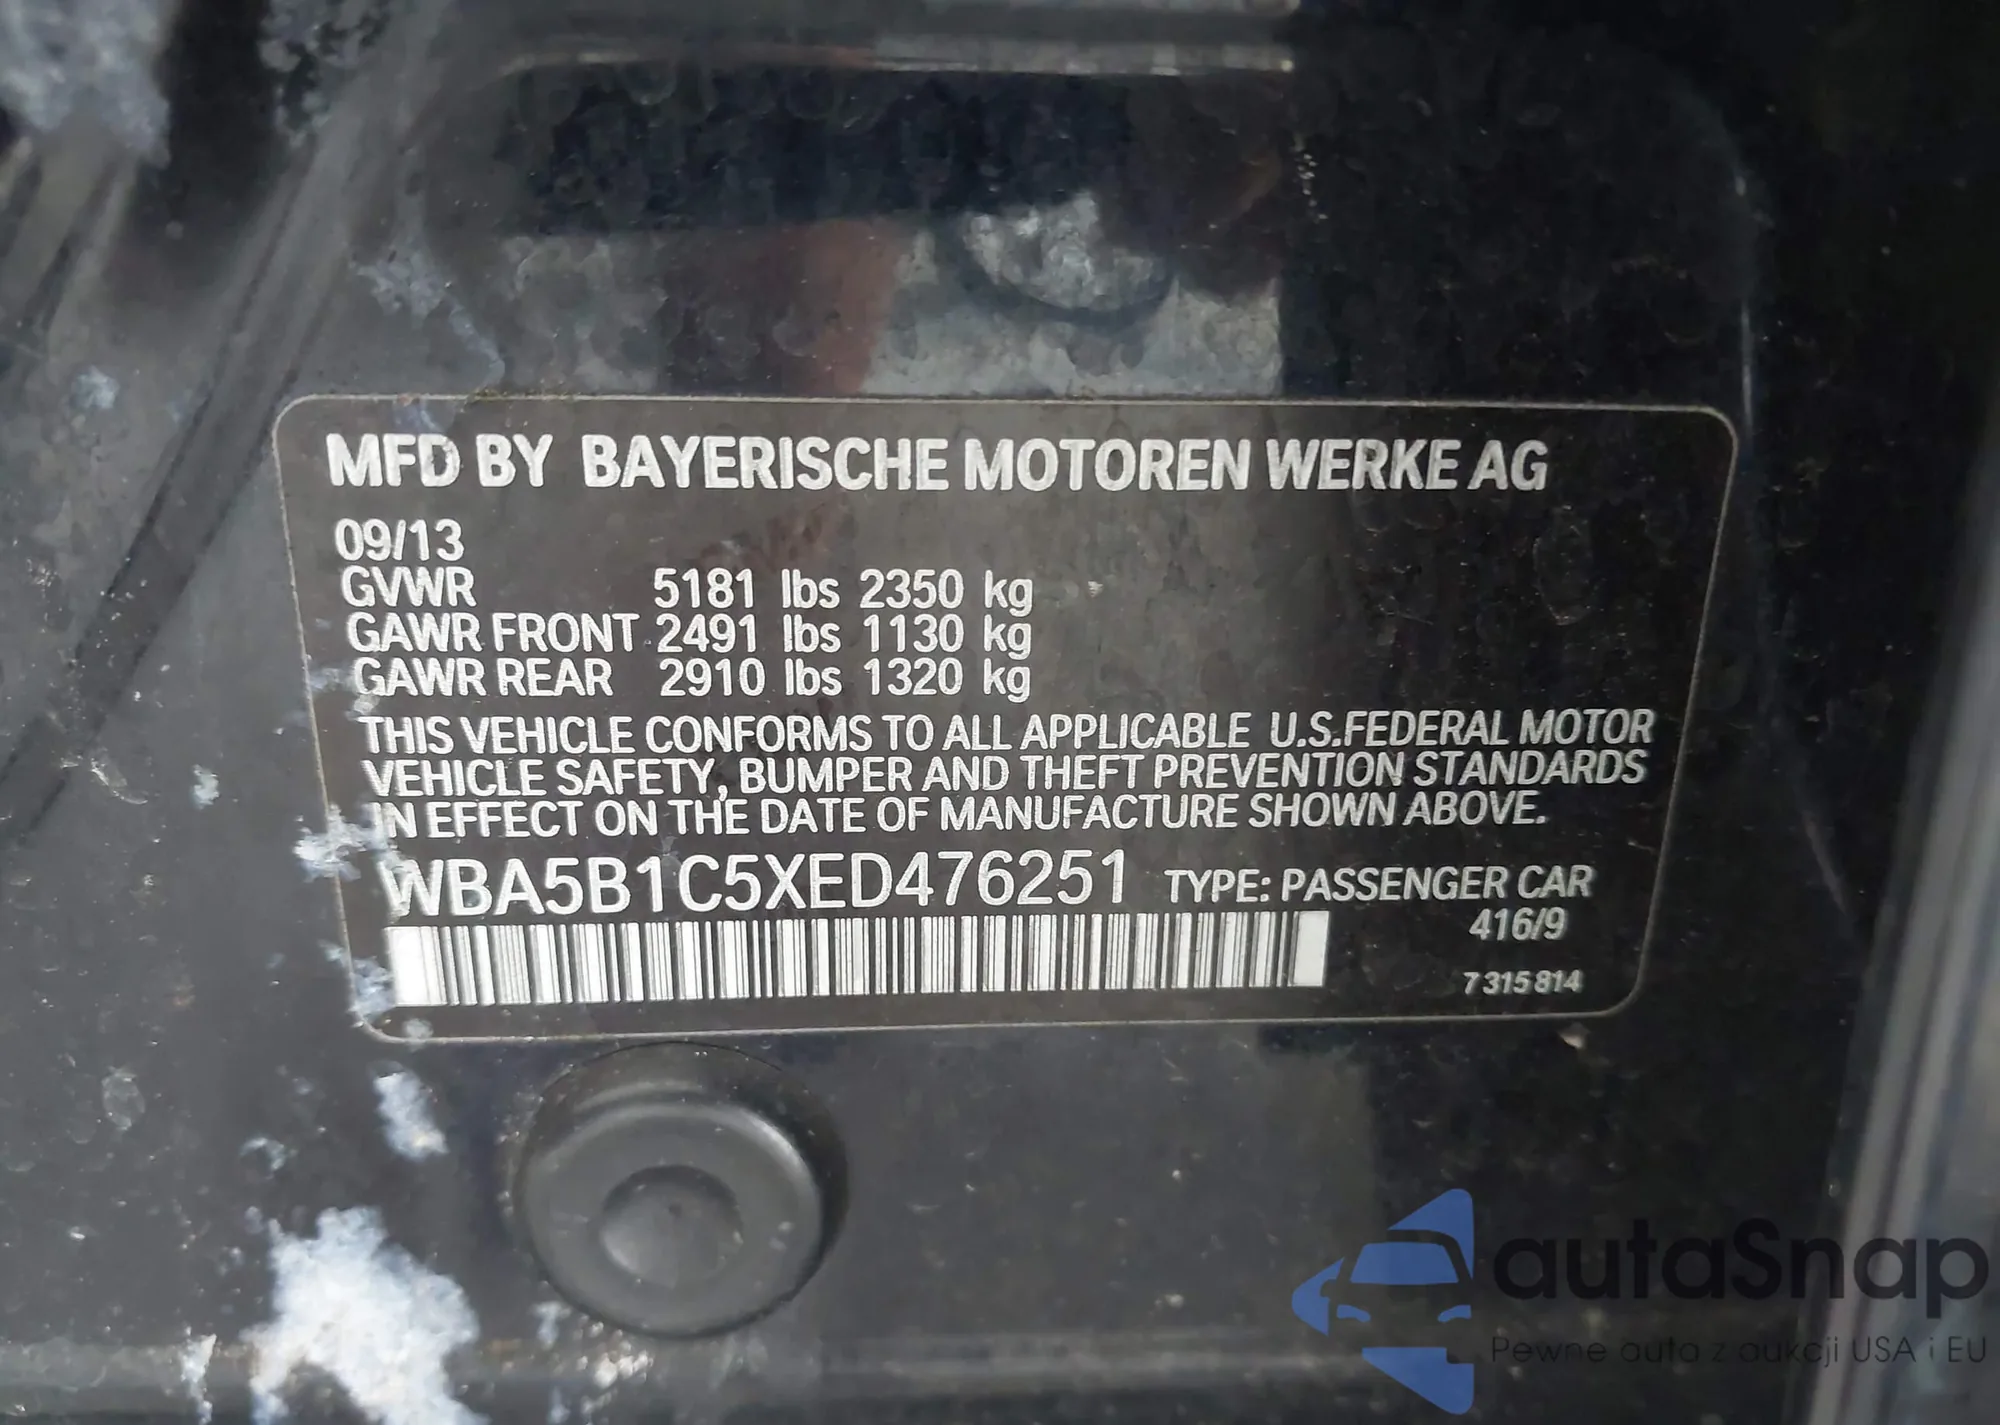 MFD BY BAYERISCHE MOTOREN WERKE AG
09/13
GVWR 5181 lbs 2350 kg
GAWR FRONT 2491 lbs 1130 kg
GAWR REAR 2910 lbs 1320 kg
THIS VEHICLE CONFORMS TO ALL APPLICABLE U.S.FEDERAL MOTOR
VEHICLE SAFETY, BUMPER AND THEFT PREVENTION STANDARDS
IN EFFECT ON THE DATE OF MANUFACTURE SHOWN ABOVE.
WBA5B1C5XED476251 TYPE: PASSENGER CAR
416/9
7315814
autaSnap
Pewne auta z aukcji USA i EU